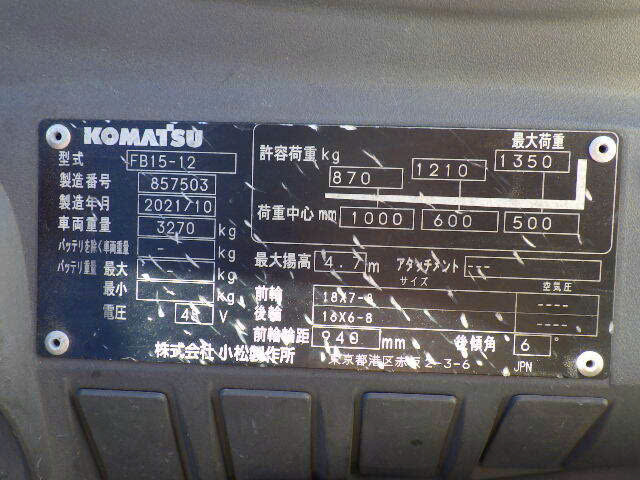 KOMATSU
型式 FB15-12
製造番号 857503
製造年月 2021/10
車両重量 3270 kg
バッテリを除く車両重量 - kg
バッテリ重量 最大 - kg
最小 kg
電圧 48 V
株式会社 小松製作所
最大荷重
許容荷重 kg 870 1210 1350
荷重中心 mm 1000 600 500
最大揚高 4.7 m アタッチメント ---
サイズ 空気圧
前輪 18X7-8 ----
後輪 16X6-8 ----
前輪輪距 940 mm 後傾角 6°
東京都港区赤坂2-3-6 JPN